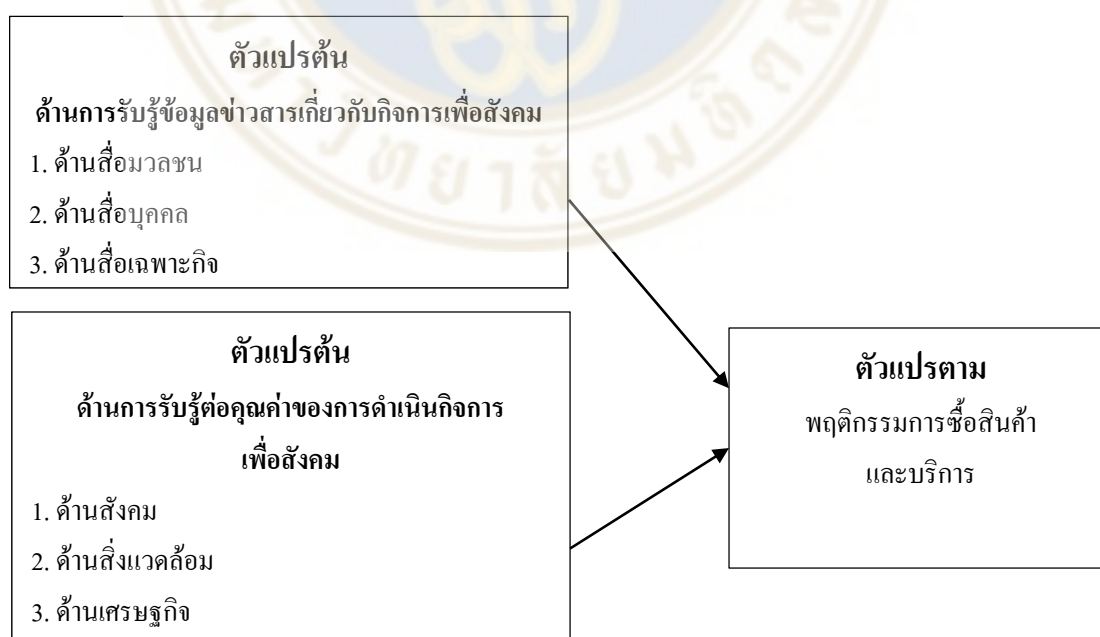 ตัวแปรต้น
ด้านการรับรู้ข้อมูลข่าวสารเกี่ยวกับกิจการเพื่อสังคม
1. ด้านสื่อมวลชน
2. ด้านสื่อบุคคล
3. ด้านสื่อเฉพาะกิจ
ตัวแปรต้น
ด้านการรับรู้ต่อคุณค่าของการดำเนินกิจการ
เพื่อสังคม
1. ด้านสังคม
2. ด้านสิ่งแวดล้อม
3. ด้านเศรษฐกิจ
ตัวแปรตาม
พฤติกรรมการซื้อสินค้า
และบริการ